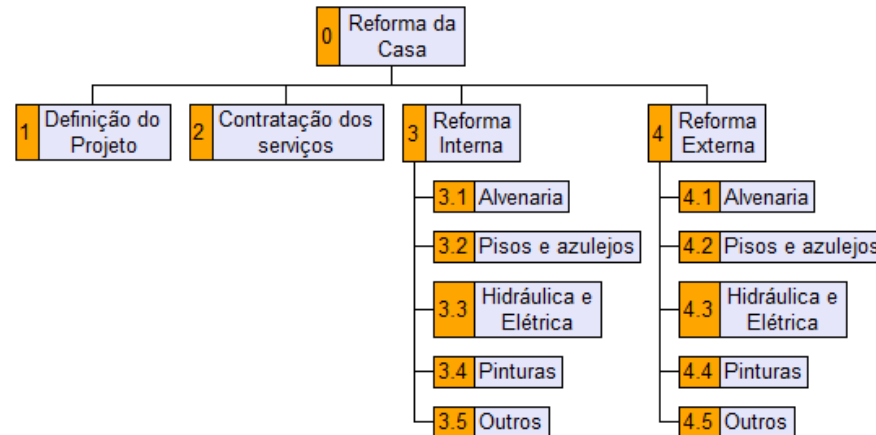 0 Reforma da
Casa
1 Definição do
Projeto
2 Contratação dos
serviços
3 Reforma
Interna
4 Reforma
Externa
3.1 Alvenaria
3.2 Pisos e azulejos
3.3 Hidráulica e
Elétrica
3.4 Pinturas
3.5 Outros
4.1 Alvenaria
4.2 Pisos e azulejos
4.3 Hidráulica e
Elétrica
4.4 Pinturas
4.5 Outros